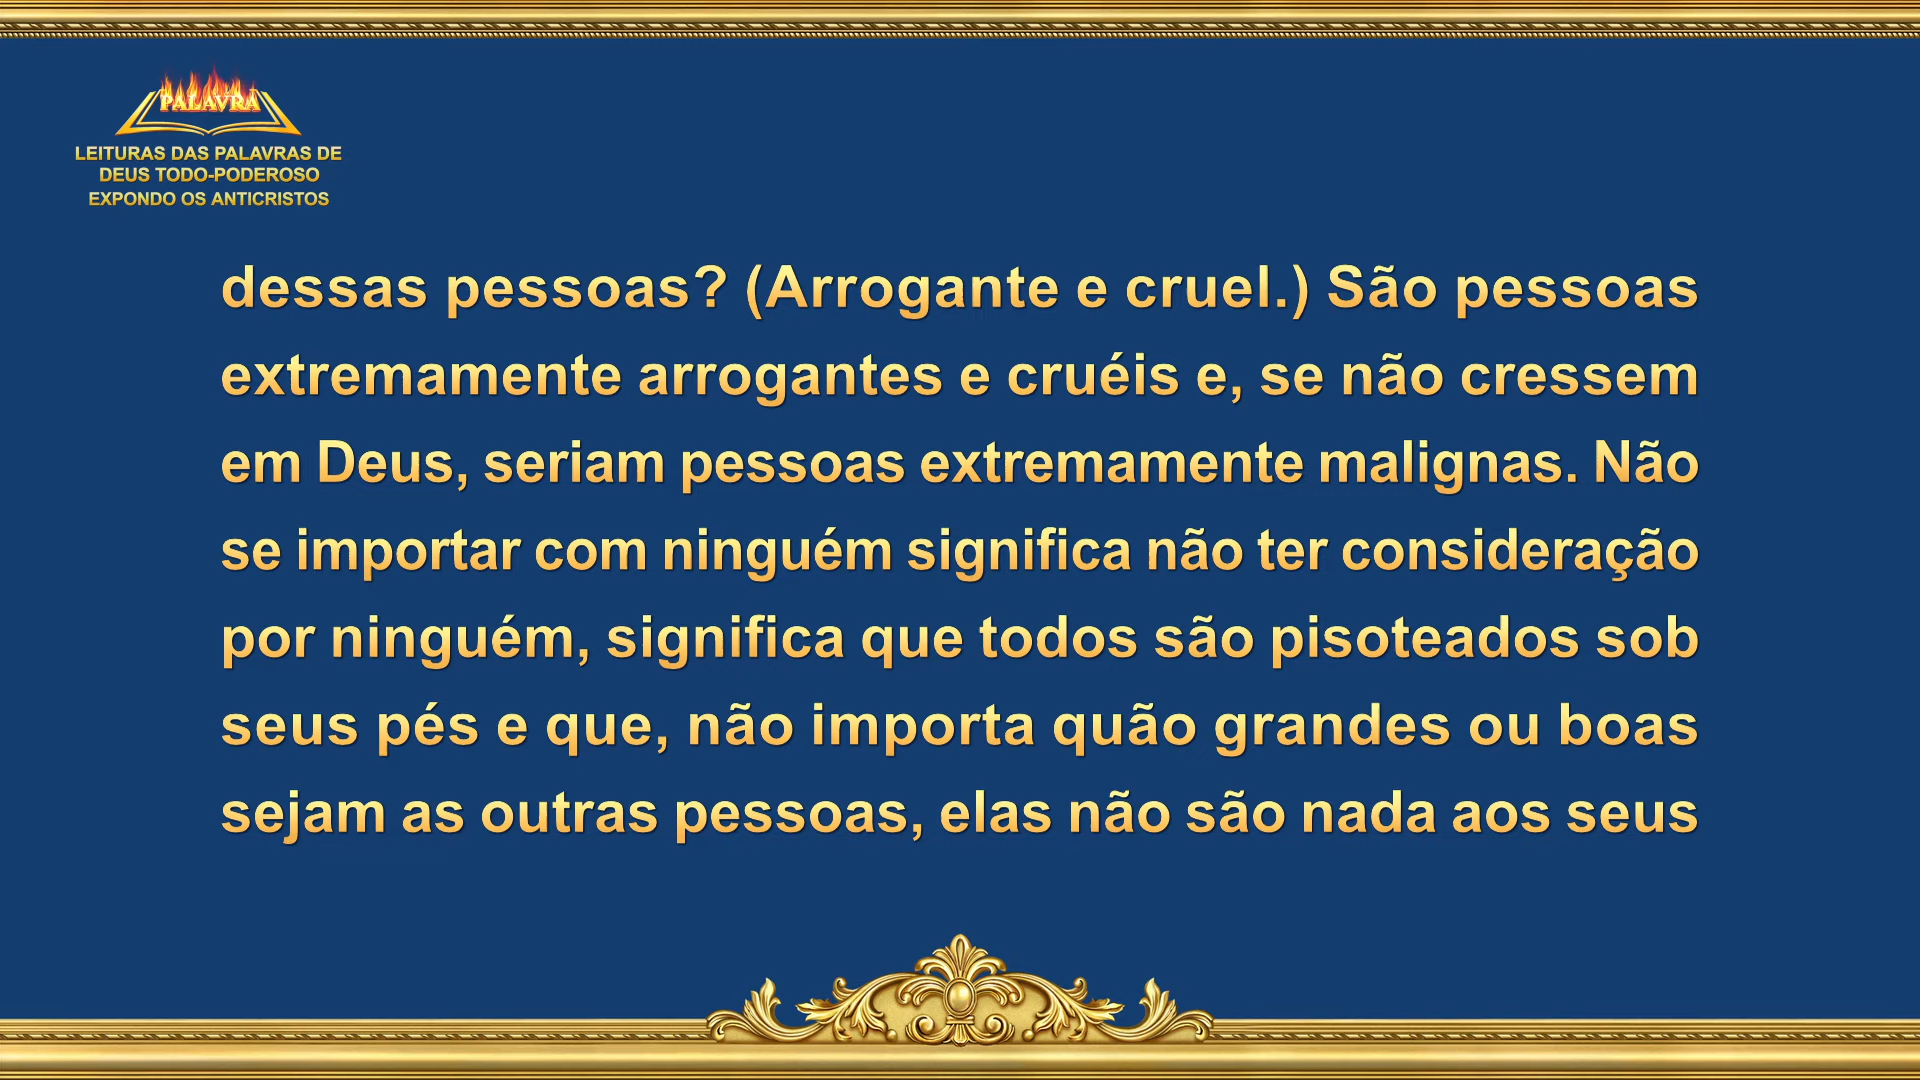 PALAVRA
LEITURAS DAS PALAVRAS DE
DEUS TODO-PODEROSO
EXPONDO OS ANTICRISTOS
dessas pessoas? (Arrogante e cruel.) São pessoas
extremamente arrogantes e cruéis e, se não cressem
em Deus, seriam pessoas extremamente malignas. Não
se importar com ninguém significa não ter consideração
por ninguém, significa que todos são pisoteados sob
seus pés e que, não importa quão grandes ou boas
sejam as outras pessoas, elas não são nada aos seus